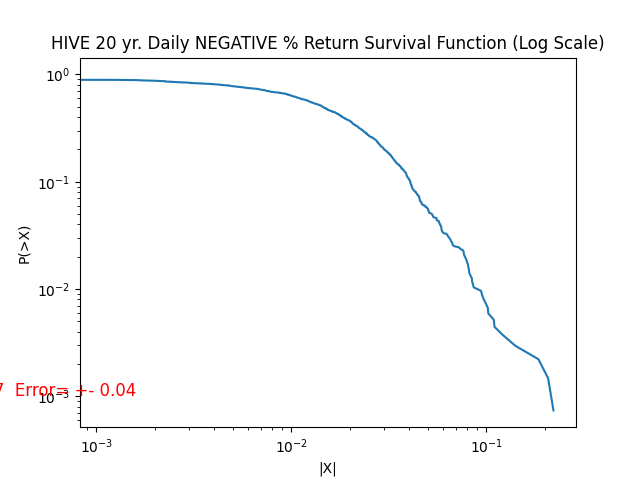 HIVE 20 yr. Daily NEGATIVE % Return Survival Function (Log Scale)
10⁰
10⁻¹
10⁻²
10⁻³
P(>X)
7 Error= +- 0.04
10⁻³ 10⁻² 10⁻¹
|X|